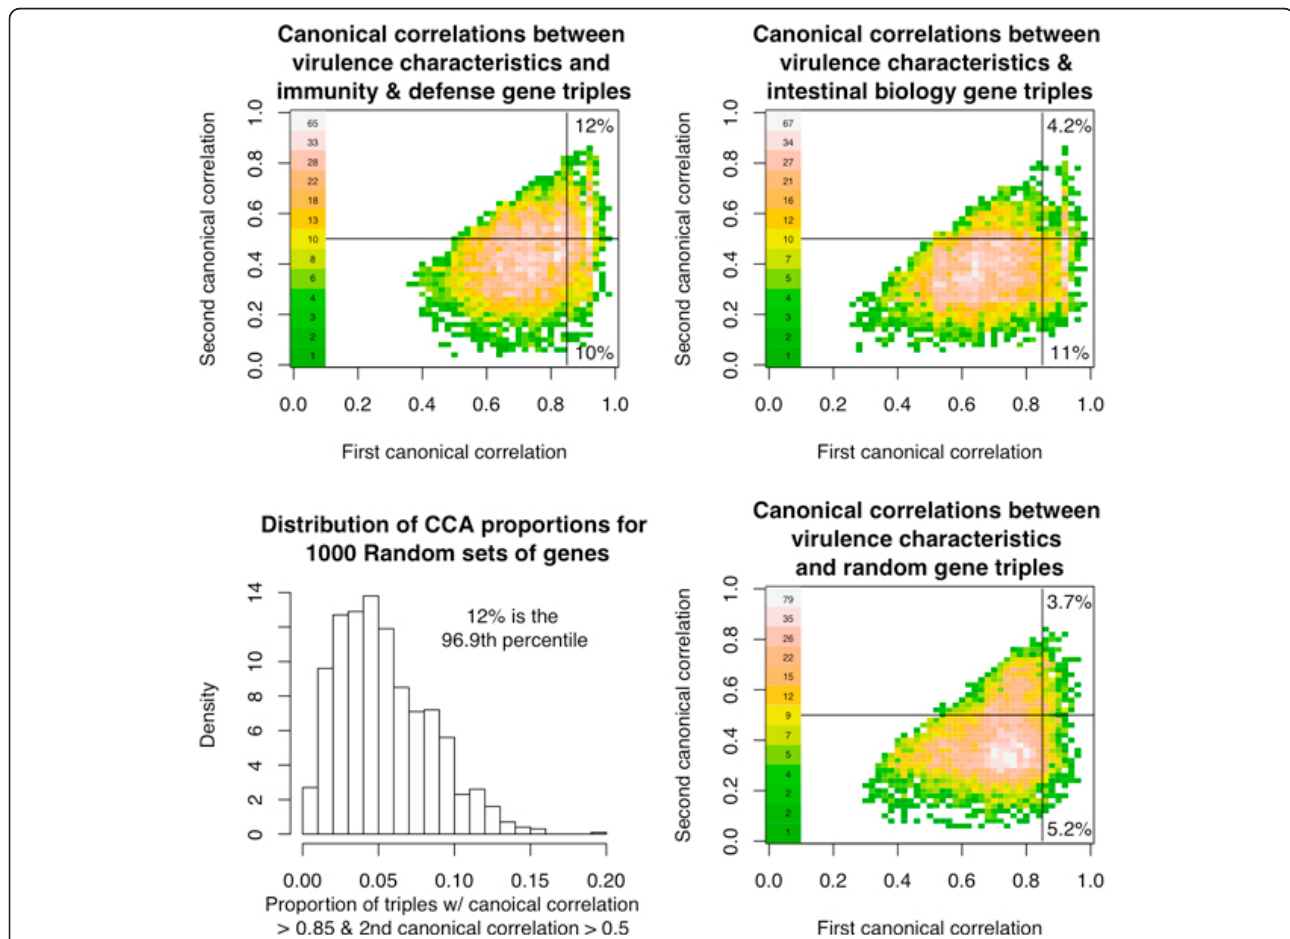 Canonical correlations between
virulence characteristics and
immunity & defense gene triples
Second canonical correlation
0.0 0.2 0.4 0.6 0.8 1.0
65
33
28
22
18
13
10
8
6
4
3
2
1
12%
10%
0.0 0.2 0.4 0.6 0.8 1.0
First canonical correlation
Canonical correlations between
virulence characteristics &
intestinal biology gene triples
Second canonical correlation
0.0 0.2 0.4 0.6 0.8 1.0
67
34
27
21
16
12
10
7
5
4
3
2
1
4.2%
11%
0.0 0.2 0.4 0.6 0.8 1.0
First canonical correlation
Distribution of CCA proportions for
1000 Random sets of genes
Density
0 2 4 6 8 10 14
12% is the
96.9th percentile
0.00 0.05 0.10 0.15 0.20
Proportion of triples w/ canoical correlation
> 0.85 & 2nd canonical correlation > 0.5
Canonical correlations between
virulence characteristics
and random gene triples
Second canonical correlation
0.0 0.2 0.4 0.6 0.8 1.0
79
35
26
22
15
12
9
7
5
4
2
2
1
3.7%
5.2%
0.0 0.2 0.4 0.6 0.8 1.0
First canonical correlation